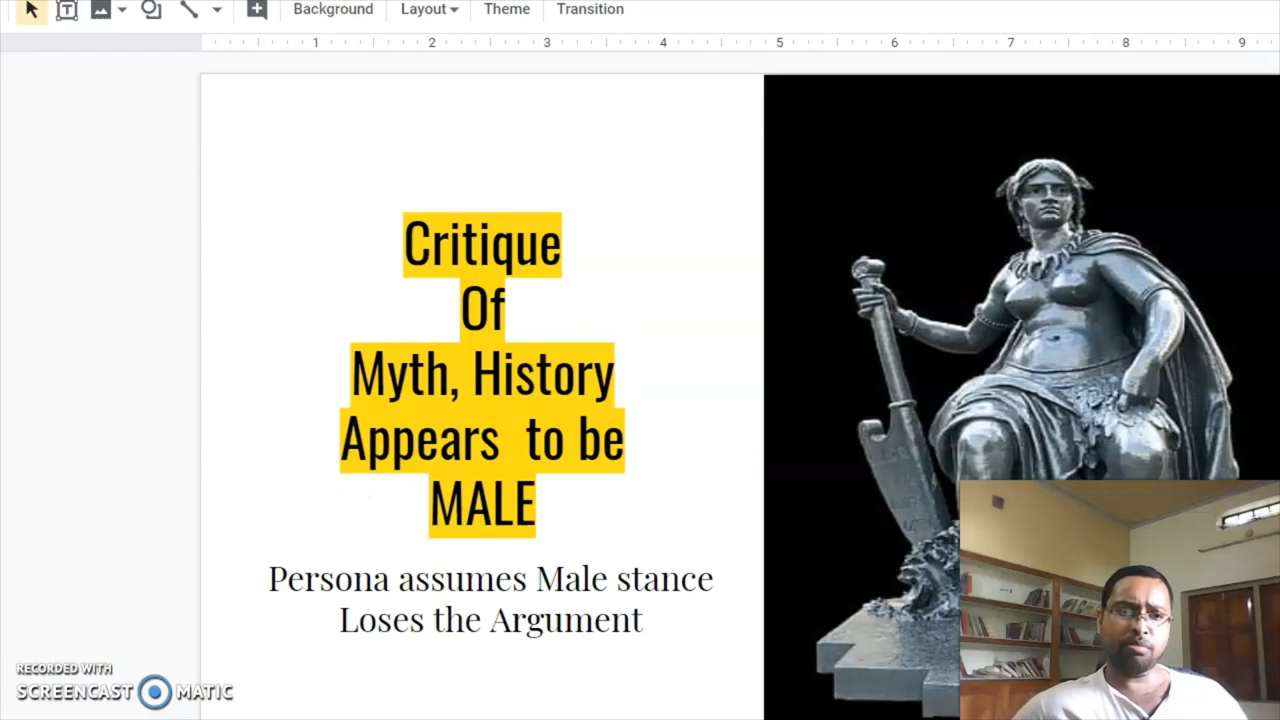 Background Layout Theme Transition
1 2 3 4 5 6 7 8 9
Critique
Of
Myth, History
Appears to be
MALE
Persona assumes Male stance
Loses the Argument
RECORDED WITH
SCREENCAST MATIC